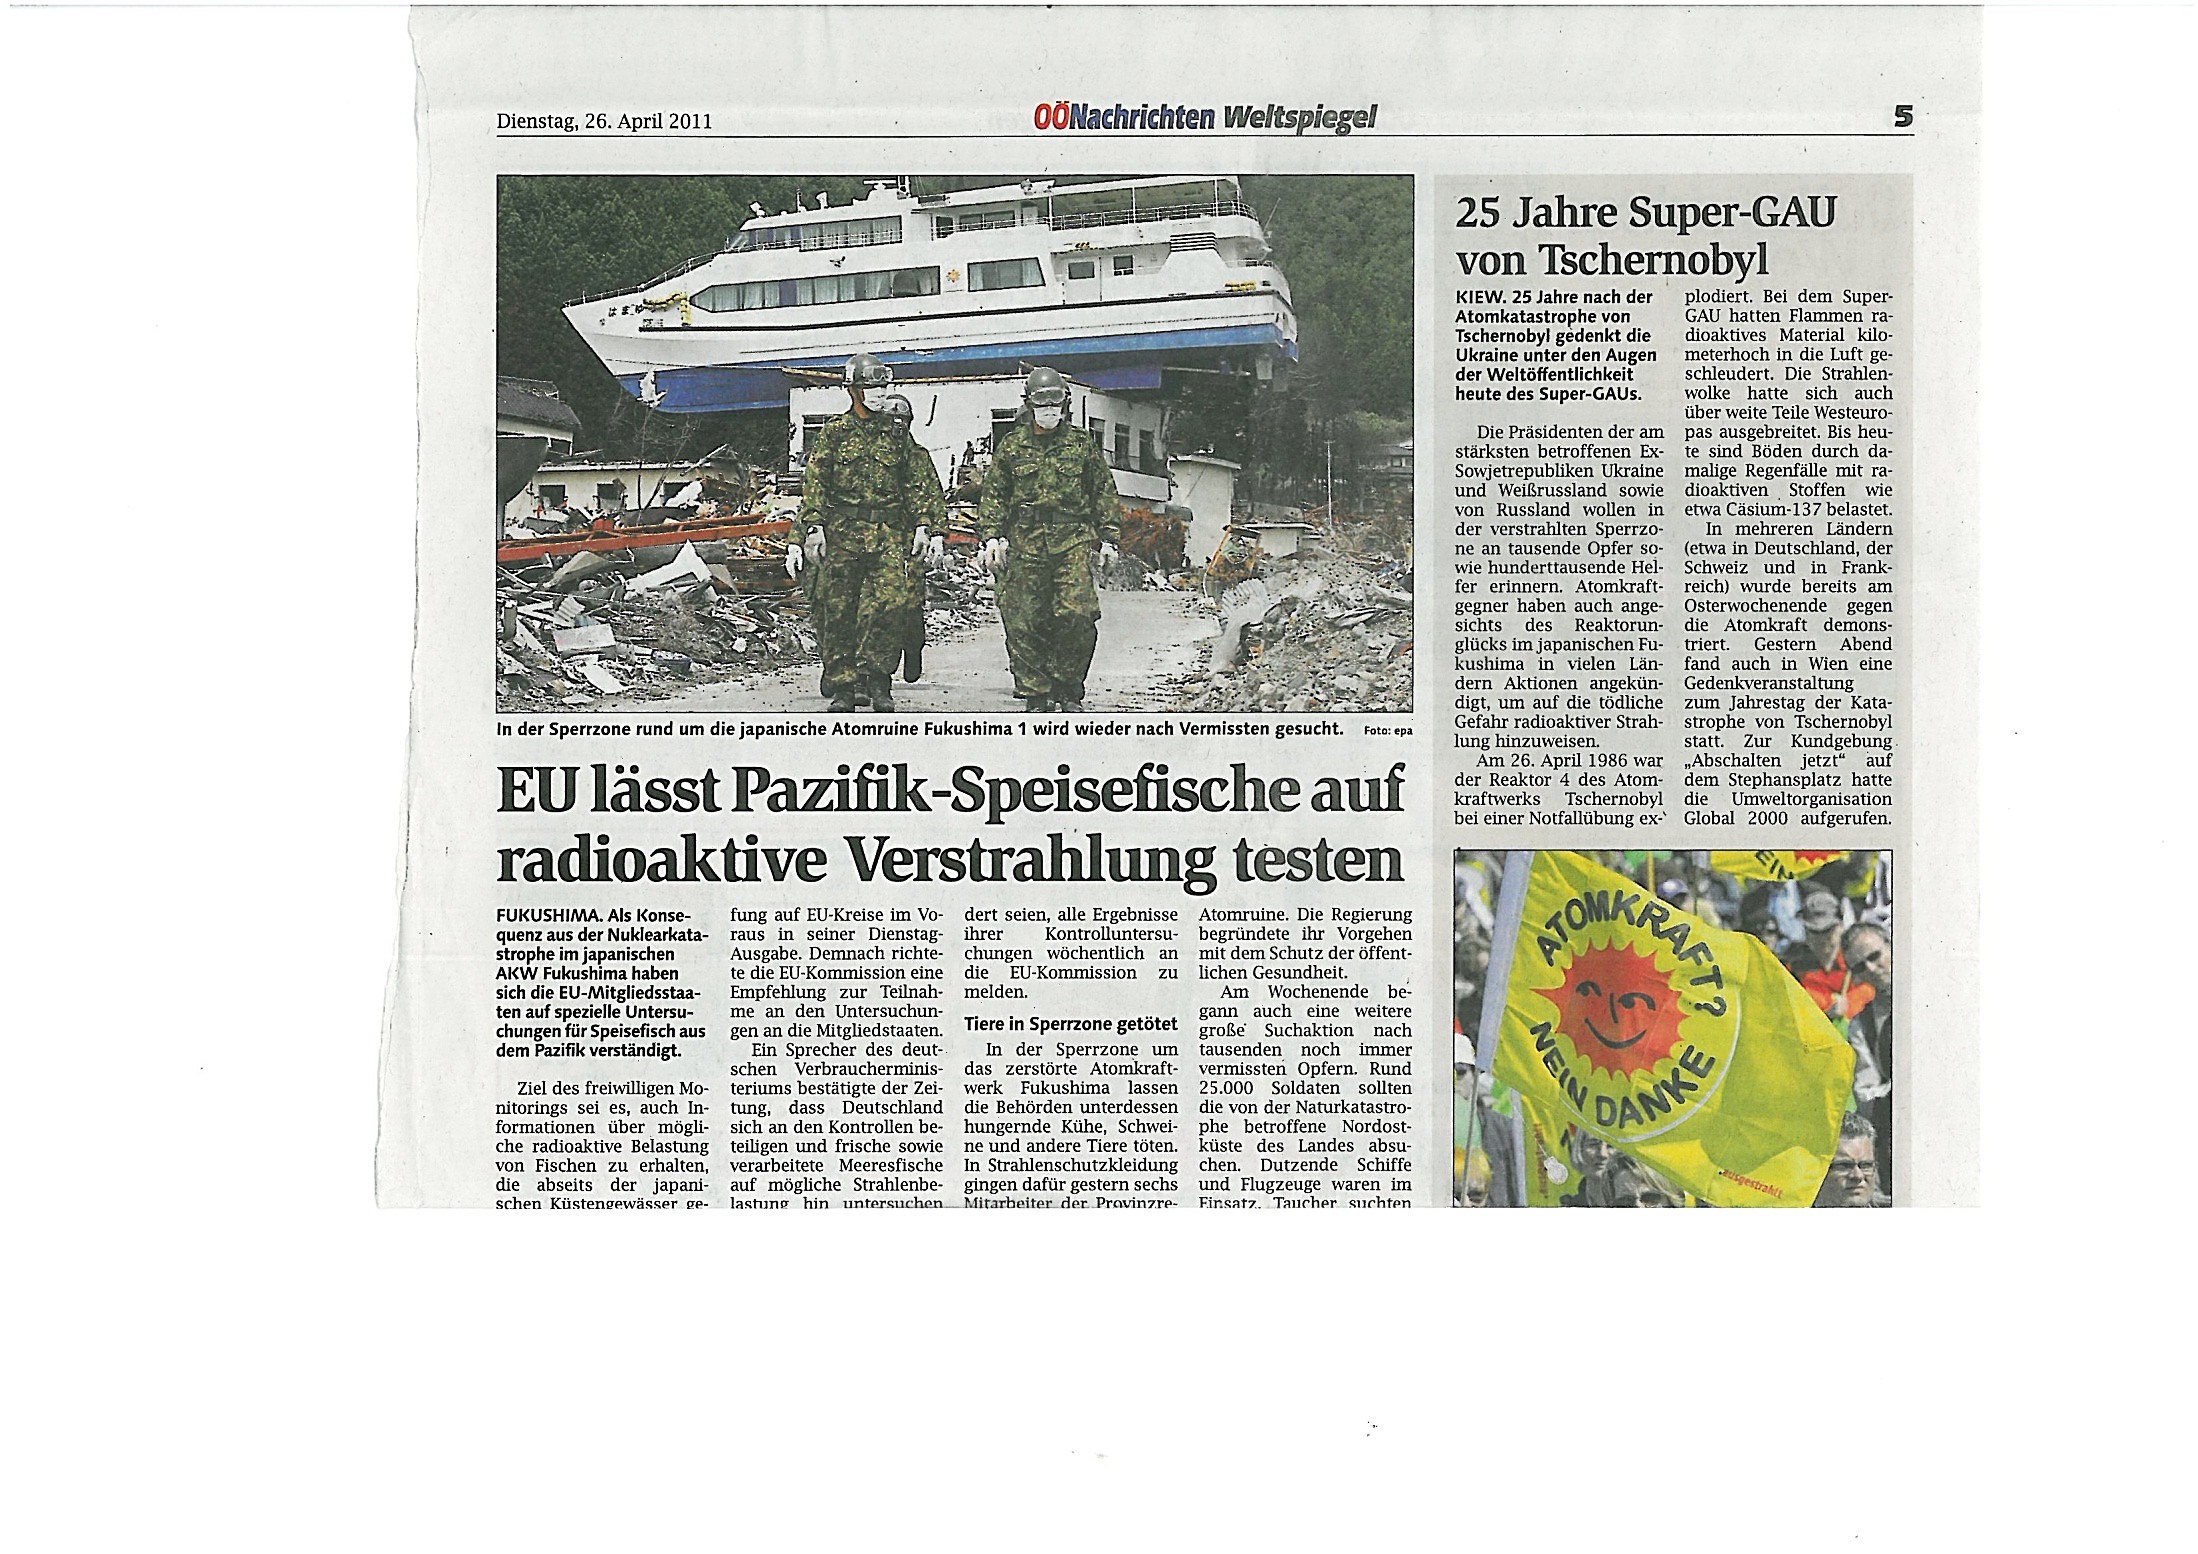 Dienstag, 26. April 2011
OÖNachrichten Weltspiegel
5
はまゆ
In der Sperrzone rund um die japanische Atomruine Fukushima 1 wird wieder nach Vermissten gesucht.
Foto: epa
EU lässt Pazifik-Speisefische auf
radioaktive Verstrahlung testen
FUKUSHIMA. Als Konse-
quenz aus der Nuklearkata-
strophe im japanischen
AKW Fukushima haben
sich die EU-Mitgliedsstaa-
ten auf spezielle Untersu-
chungen für Speisefisch aus
dem Pazifik verständigt.
Ziel des freiwilligen Mo-
nitorings sei es, auch In-
formationen über mögli-
che radioaktive Belastung
von Fischen zu erhalten,
die abseits der japani-
schen Küstengewässer ge-
fung auf EU-Kreise im Vo-
raus in seiner Dienstag-
Ausgabe. Demnach richte-
te die EU-Kommission eine
Empfehlung zur Teilnah-
me an den Untersuchun-
gen an die Mitgliedstaaten.
Ein Sprecher des deut-
schen Verbraucherminis-
teriums bestätigte der Zei-
tung, dass Deutschland
sich an den Kontrollen be-
teiligen und frische sowie
verarbeitete Meeresfische
auf mögliche Strahlenbe-
lastung hin untersuchen
dert seien, alle Ergebnisse
ihrer Kontrolluntersu-
chungen wöchentlich an
die EU-Kommission zu
melden.
Tiere in Sperrzone getötet
In der Sperrzone um
das zerstörte Atomkraft-
werk Fukushima lassen
die Behörden unterdessen
hungernde Kühe, Schwei-
ne und andere Tiere töten.
In Strahlenschutzkleidung
gingen dafür gestern sechs
Mitarbeiter der Provinzre-
Atomruine. Die Regierung
begründete ihr Vorgehen
mit dem Schutz der öffent-
lichen Gesundheit.
Am Wochenende be-
gann auch eine weitere
große Suchaktion nach
tausenden noch immer
vermissten Opfern. Rund
25.000 Soldaten sollten
die von der Naturkatastro-
phe betroffene Nordost-
küste des Landes absu-
chen. Dutzende Schiffe
und Flugzeuge waren im
Einsatz. Taucher suchten
25 Jahre Super-GAU
von Tschernobyl
KIEW. 25 Jahre nach der
Atomkatastrophe von
Tschernobyl gedenkt die
Ukraine unter den Augen
der Weltöffentlichkeit
heute des Super-GAUs.
Die Präsidenten der am
stärksten betroffenen Ex-
Sowjetrepubliken Ukraine
und Weißrussland sowie
von Russland wollen in
der verstrahlten Sperrzo-
ne an tausende Opfer so-
wie hunderttausende Hel-
fer erinnern. Atomkraft-
gegner haben auch ange-
sichts des Reaktorun-
glücks im japanischen Fu-
kushima in vielen Län-
dern Aktionen angekün-
digt, um auf die tödliche
Gefahr radioaktiver Strah-
lung hinzuweisen.
Am 26. April 1986 war
der Reaktor 4 des Atom-
kraftwerks Tschernobyl
bei einer Notfallübung ex-
plodiert. Bei dem Super-
GAU hatten Flammen ra-
dioaktives Material kilo-
meterhoch in die Luft ge-
schleudert. Die Strahlen-
wolke hatte sich auch
über weite Teile Westeuro-
pas ausgebreitet. Bis heu-
te sind Böden durch da-
malige Regenfälle mit ra-
dioaktiven Stoffen wie
etwa Cäsium-137 belastet.
In mehreren Ländern
(etwa in Deutschland, der
Schweiz und in Frank-
reich) wurde bereits am
Osterwochenende gegen
die Atomkraft demons-
triert. Gestern Abend
fand auch in Wien eine
Gedenkveranstaltung
zum Jahrestag der Kata-
strophe von Tschernobyl
statt. Zur Kundgebung
„Abschalten jetzt“ auf
dem Stephansplatz hatte
die Umweltorganisation
Global 2000 aufgerufen.
EIN
ATOMKRAFT?
NEIN DANKE
.ausgestrahlt